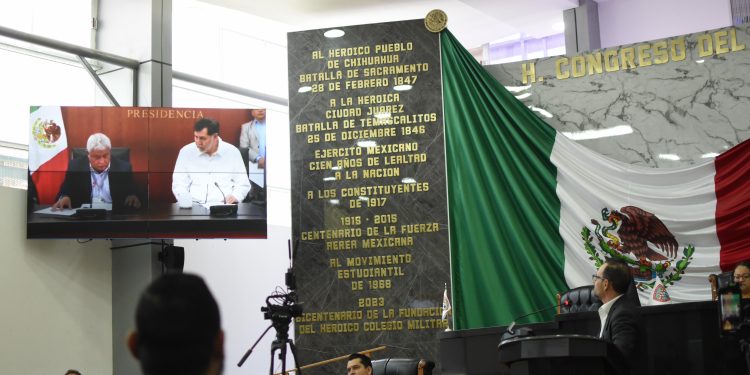 PRESIDENCIA
AL HEROICO PUEBLO
DE CHIHUAHUA
BATALLA DE SACRAMENTO
28 DE FEBRERO 1847
A LA HEROICA
CIUDAD JUÁREZ
BATALLA DE TEMASCALITOS
25 DE DICIEMBRE 1846
EJERCITO MEXICANO
CIEN AÑOS DE LEALTAD
A LA NACION
A LOS CONSTITUYENTES
DE 1917
1915 - 2015
CENTENARIO DE LA FUERZA
AEREA MEXICANA
AL MOVIMIENTO
ESTUDIANTIL
DE 1968
2023
BICENTENARIO DE LA FUNDACIÓN
DEL HEROICO COLEGIO MILITAR
H. CONGRESO DEL